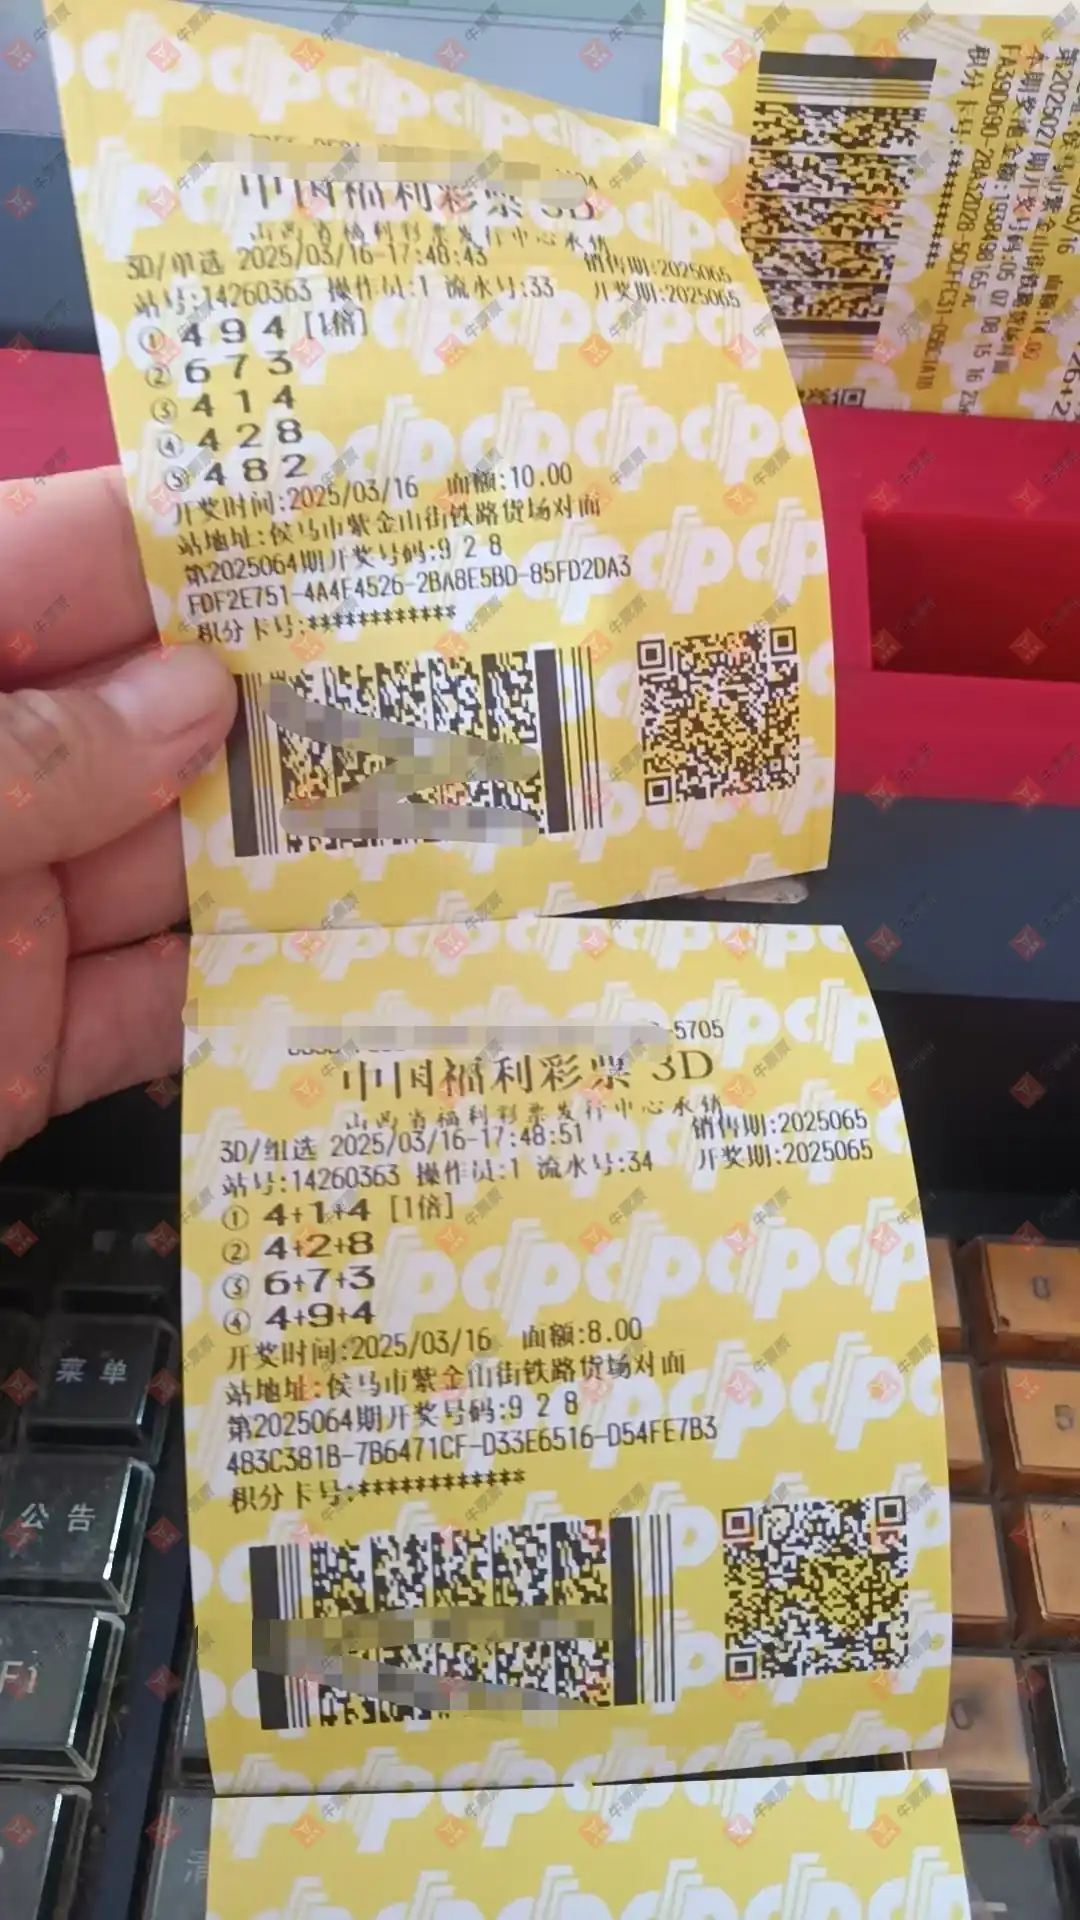 中国福利彩票 3D
山西省福利彩票发行中心承销
3D/单选 2025/03/16-17:48:43 销售期:2025065
站号:14260363 操作员:1 流水号:33 开奖期:2025065
① 4 9 4 [1倍]
② 6 7 3
③ 4 1 4
④ 4 2 8
⑤ 4 8 2
开奖时间:2025/03/16 面额:10.00
站地址:侯马市紫金山街铁路货场对面
第2025064期开奖号码:9 2 8
FDF2E751-4A4F4526-2BA8E5BD-85FD2DA3
积分卡号:************
-5705
中国福利彩票 3D
山西省福利彩票发行中心承销
3D/组选 2025/03/16-17:48:51 销售期:2025065
站号:14260363 操作员:1 流水号:34 开奖期:2025065
① 4+1+4 [1倍]
② 4+2+8
③ 6+7+3
④ 4+9+4
开奖时间:2025/03/16 面额:8.00
站地址:侯马市紫金山街铁路货场对面
第2025064期开奖号码:9 2 8
483C381B-7B6471CF-D33E6516-D54FE7B3
积分卡号:************
菜单
公告
F1
5
清